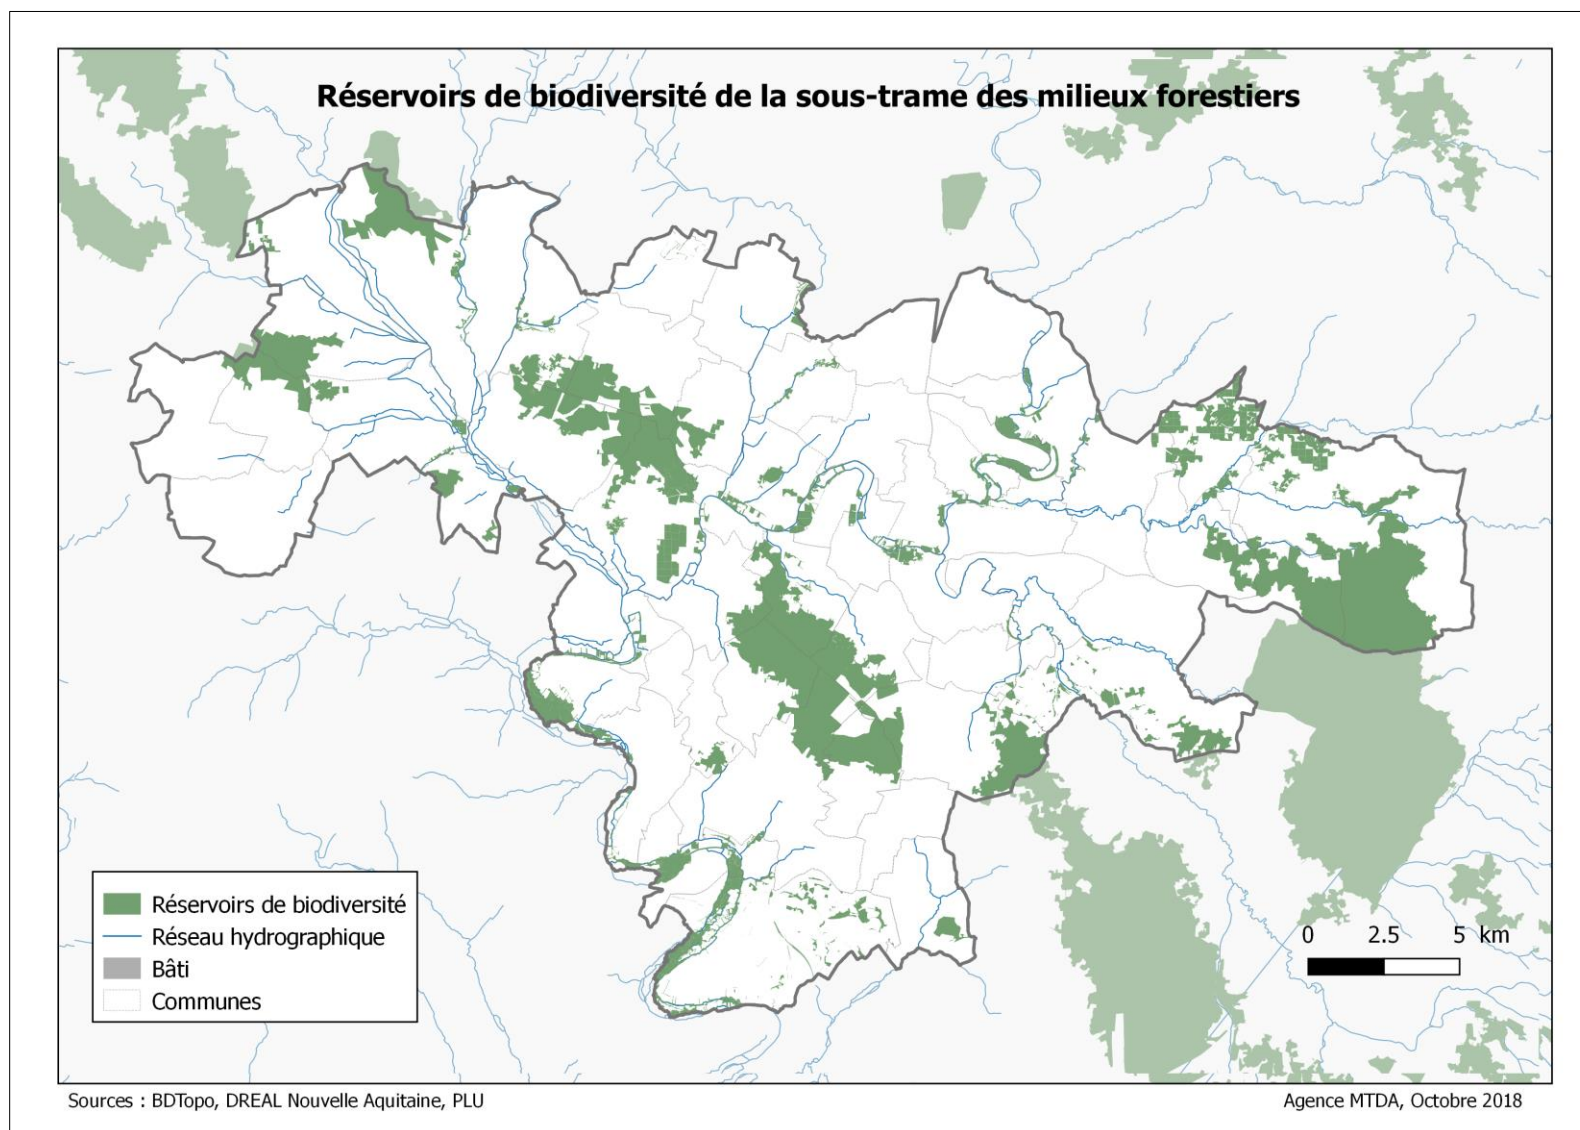 Réservoirs de biodiversité de la sous-trame des milieux forestiers
Réservoirs de biodiversité
Réseau hydrographique
Bâti
Communes
0 2.5 5 km
Sources : BDTopo, DREAL Nouvelle Aquitaine, PLU
Agence MTDA, Octobre 2018